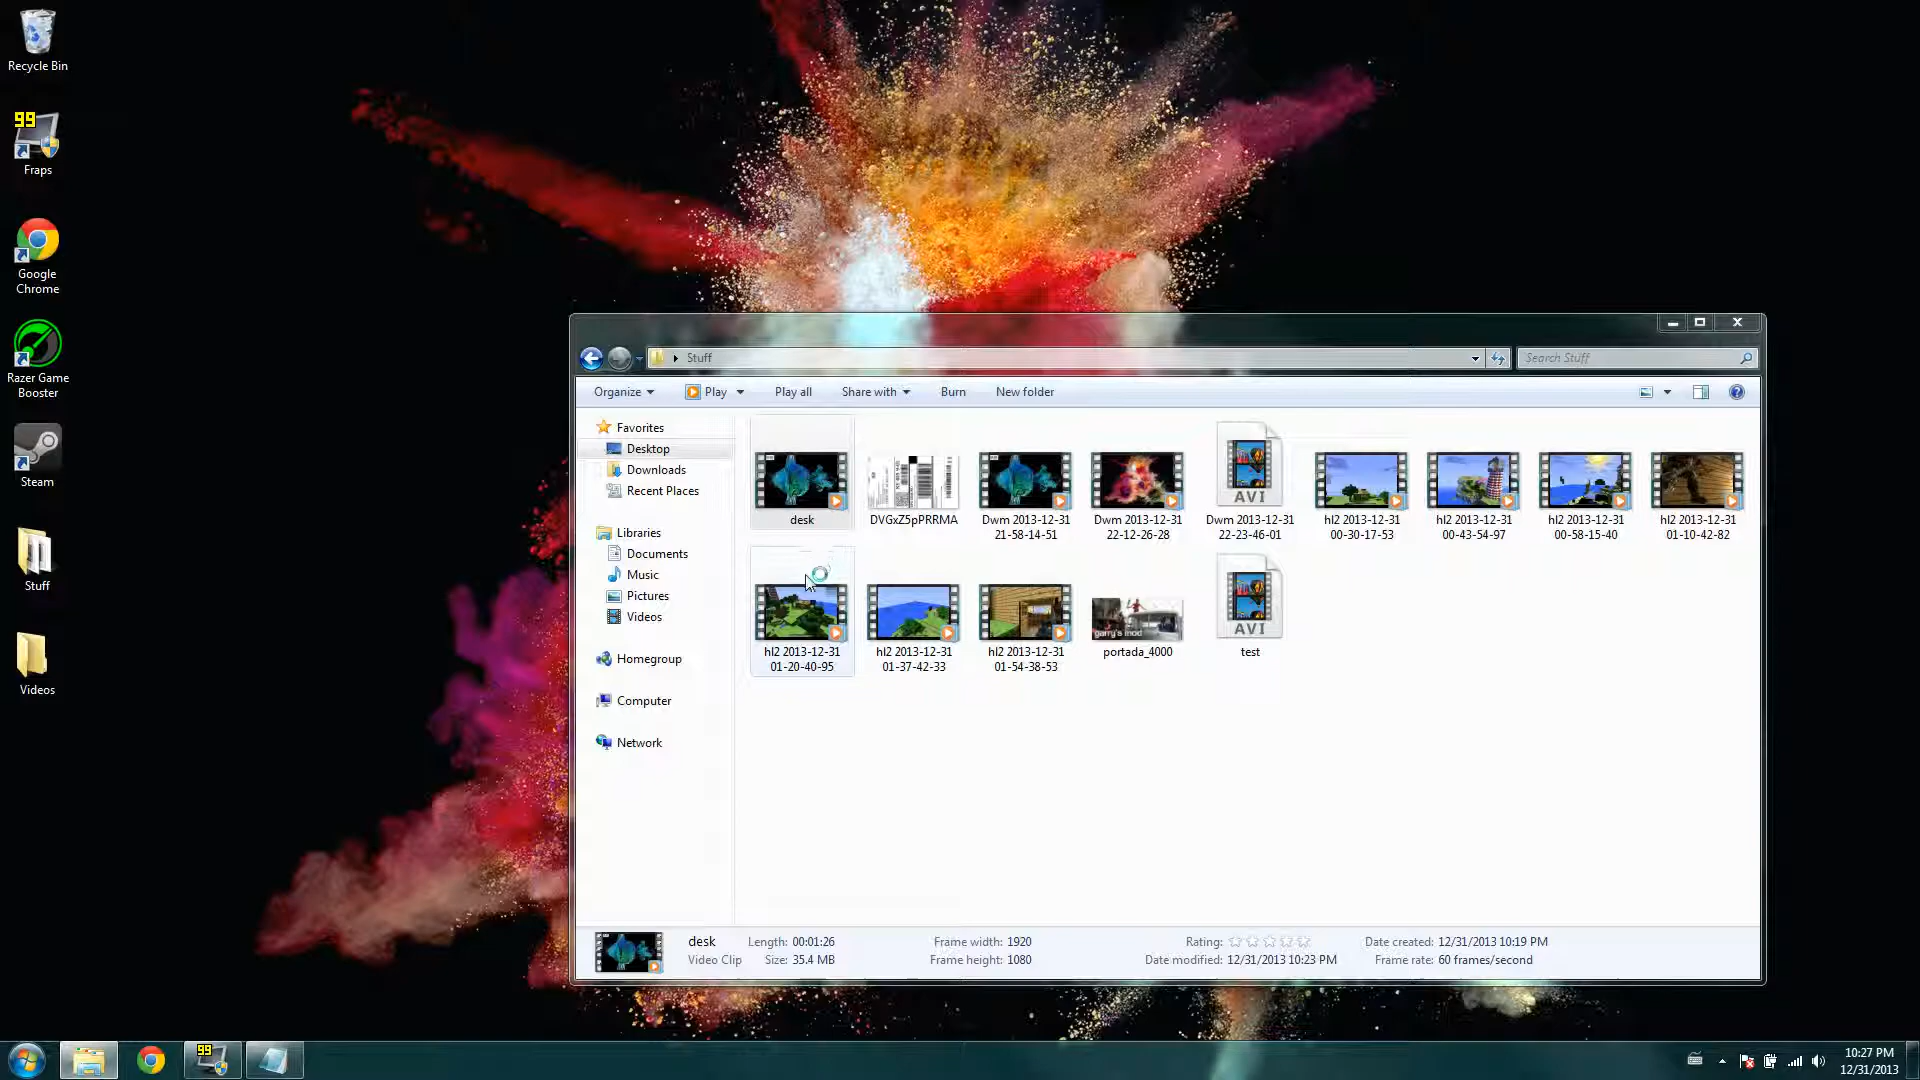 Recycle Bin
99
Fraps
Google
Chrome
Razer Game
Booster
Steam
Stuff
Videos
Stuff
Search Stuff
Organize
Play
Play all
Share with
Burn
New folder
Favorites
Desktop
Downloads
Recent Places
Libraries
Documents
Music
Pictures
Videos
Homegroup
Computer
Network
desk
DVGxZ5pPRRMA
Dwm 2013-12-31
21-58-14-51
Dwm 2013-12-31
22-12-26-28
AVI
Dwm 2013-12-31
22-23-46-01
hl2 2013-12-31
00-30-17-53
hl2 2013-12-31
00-43-54-97
hl2 2013-12-31
00-58-15-40
hl2 2013-12-31
01-10-42-82
hl2 2013-12-31
01-20-40-95
hl2 2013-12-31
01-37-42-33
hl2 2013-12-31
01-54-38-53
garry's mod
portada_4000
AVI
test
desk
Video Clip
Length: 00:01:26
Size: 35.4 MB
Frame width: 1920
Frame height: 1080
Rating:
Date modified: 12/31/2013 10:23 PM
Date created: 12/31/2013 10:19 PM
Frame rate: 60 frames/second
99
10:27 PM
12/31/2013